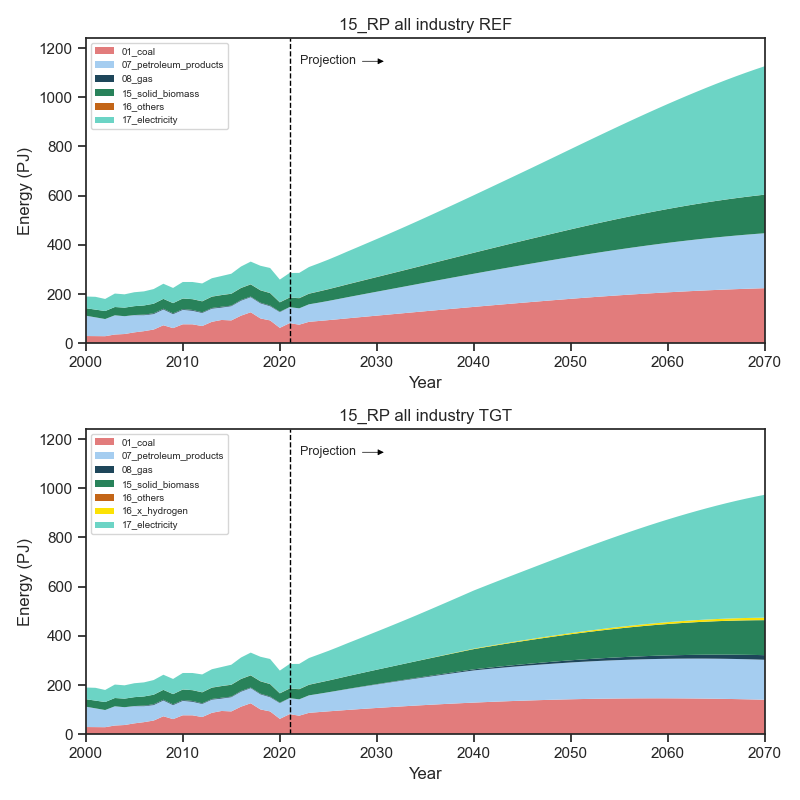 15_RP all industry REF
1200
1000
800
600
400
200
0
Energy (PJ)
01_coal
07_petroleum_products
08_gas
15_solid_biomass
16_others
17_electricity
Projection
2000 2010 2020 2030 2040 2050 2060 2070
Year
15_RP all industry TGT
1200
1000
800
600
400
200
0
Energy (PJ)
01_coal
07_petroleum_products
08_gas
15_solid_biomass
16_others
16_x_hydrogen
17_electricity
Projection
2000 2010 2020 2030 2040 2050 2060 2070
Year